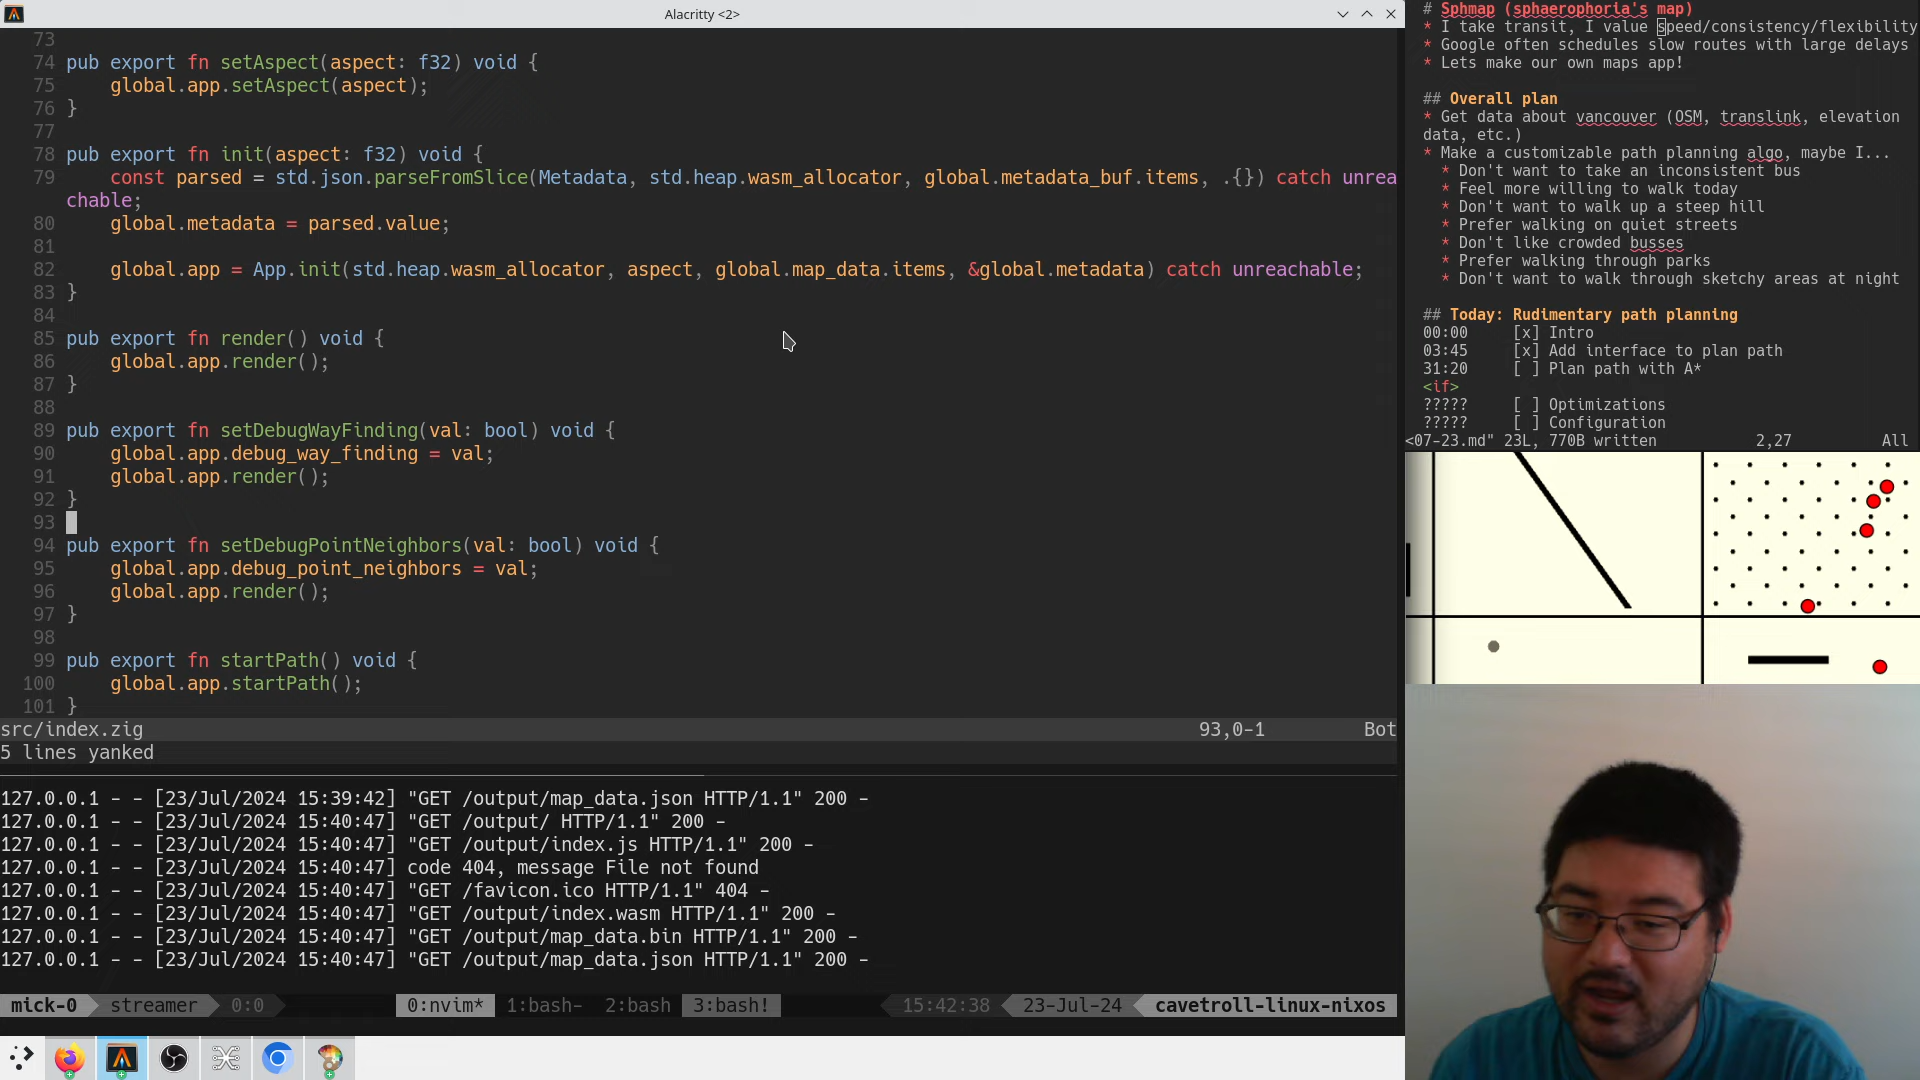 Alacritty <2>
73
74 pub export fn setAspect(aspect: f32) void {
75     global.app.setAspect(aspect);
76 }
77
78 pub export fn init(aspect: f32) void {
79     const parsed = std.json.parseFromSlice(Metadata, std.heap.wasm_allocator, global.metadata_buf.items, .{}) catch unrea
chable;
80     global.metadata = parsed.value;
81
82     global.app = App.init(std.heap.wasm_allocator, aspect, global.map_data.items, &global.metadata) catch unreachable;
83 }
84
85 pub export fn render() void {
86     global.app.render();
87 }
88
89 pub export fn setDebugWayFinding(val: bool) void {
90     global.app.debug_way_finding = val;
91     global.app.render();
92 }
93
94 pub export fn setDebugPointNeighbors(val: bool) void {
95     global.app.debug_point_neighbors = val;
96     global.app.render();
97 }
98
99 pub export fn startPath() void {
100     global.app.startPath();
101 }
src/index.zig 93,0-1 Bot
5 lines yanked
127.0.0.1 - - [23/Jul/2024 15:39:42] "GET /output/map_data.json HTTP/1.1" 200 -
127.0.0.1 - - [23/Jul/2024 15:40:47] "GET /output/ HTTP/1.1" 200 -
127.0.0.1 - - [23/Jul/2024 15:40:47] "GET /output/index.js HTTP/1.1" 200 -
127.0.0.1 - - [23/Jul/2024 15:40:47] code 404, message File not found
127.0.0.1 - - [23/Jul/2024 15:40:47] "GET /favicon.ico HTTP/1.1" 404 -
127.0.0.1 - - [23/Jul/2024 15:40:47] "GET /output/index.wasm HTTP/1.1" 200 -
127.0.0.1 - - [23/Jul/2024 15:40:47] "GET /output/map_data.bin HTTP/1.1" 200 -
127.0.0.1 - - [23/Jul/2024 15:40:47] "GET /output/map_data.json HTTP/1.1" 200 -
mick-0 streamer 0:0 0:nvim* 1:bash- 2:bash 3:bash! 15:42:38 23-Jul-24 cavetroll-linux-nixos
# Sphmap (sphaerophoria's map)
* I take transit, I value speed/consistency/flexibility
* Google often schedules slow routes with large delays
* Lets make our own maps app!
## Overall plan
* Get data about vancouver (OSM, translink, elevation
data, etc.)
* Make a customizable path planning algo, maybe I...
  * Don't want to take an inconsistent bus
  * Feel more willing to walk today
  * Don't want to walk up a steep hill
  * Prefer walking on quiet streets
  * Don't like crowded busses
  * Prefer walking through parks
  * Don't want to walk through sketchy areas at night
## Today: Rudimentary path planning
00:00     [x] Intro
03:45     [x] Add interface to plan path
31:20     [ ] Plan path with A*
<if>
?????     [ ] Optimizations
?????     [ ] Configuration
<07-23.md" 23L, 770B written 2,27 All